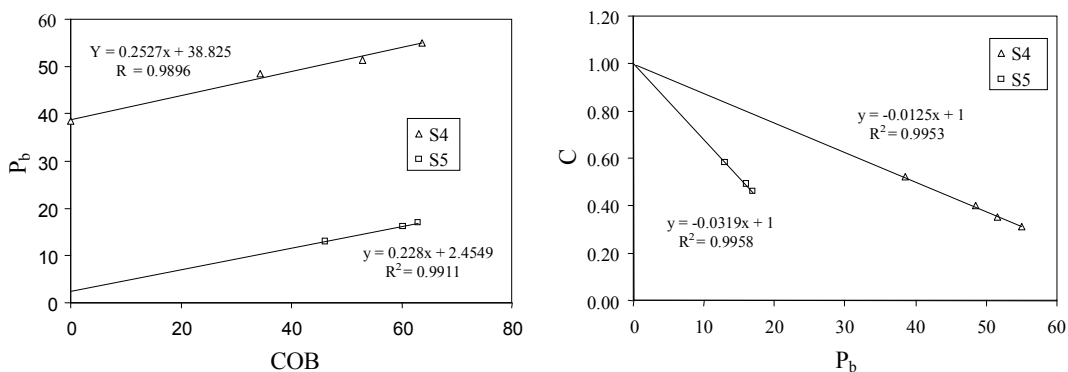 60
50
40
30
20
10
0
P_b
Y = 0.2527x + 38.825
R = 0.9896
△ S4
□ S5
y = 0.228x + 2.4549
R² = 0.9911
0 20 40 60 80
COB
1.20
1.00
0.80
0.60
0.40
0.20
0.00
C
△ S4
□ S5
y = -0.0125x + 1
R² = 0.9953
y = -0.0319x + 1
R² = 0.9958
0 10 20 30 40 50 60
P_b